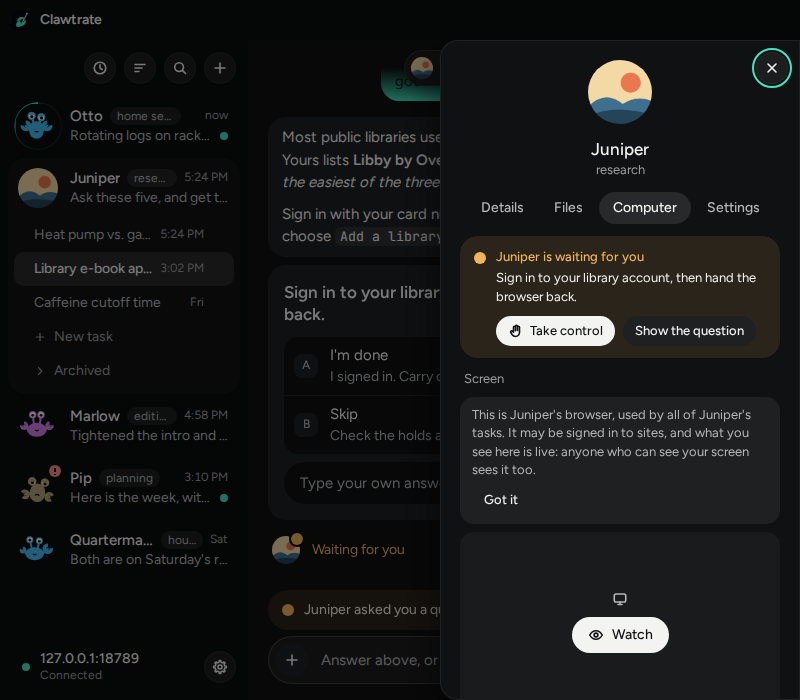 Clawtrate
Otto home se... now
Rotating logs on rack...
Juniper rese... 5:24 PM
Ask these five, and get t...
Heat pump vs. ga... 5:24 PM
Library e-book ap... 3:02 PM
Caffeine cutoff time Fri
+ New task
Archived
Marlow editi... 4:58 PM
Tightened the intro and ...
Pip planning 3:10 PM
Here is the week, wit...
Quarterma... hou... Sat
Both are on Saturday's r...
127.0.0.1:18789
Connected
Most public libraries use
Yours lists Libby by Ove
the easiest of the three
Sign in with your card
choose Add a library
Sign in to your librar
back.
A I'm done
I signed in. Carry
B Skip
Check the holds a
Type your own answ
Waiting for you
Juniper asked you a qu
+ Answer above, or
Juniper
research
Details Files Computer Settings
Juniper is waiting for you
Sign in to your library account, then hand the
browser back.
Take control Show the question
Screen
This is Juniper's browser, used by all of Juniper's
tasks. It may be signed in to sites, and what you
see here is live: anyone who can see your screen
sees it too.
Got it
Watch